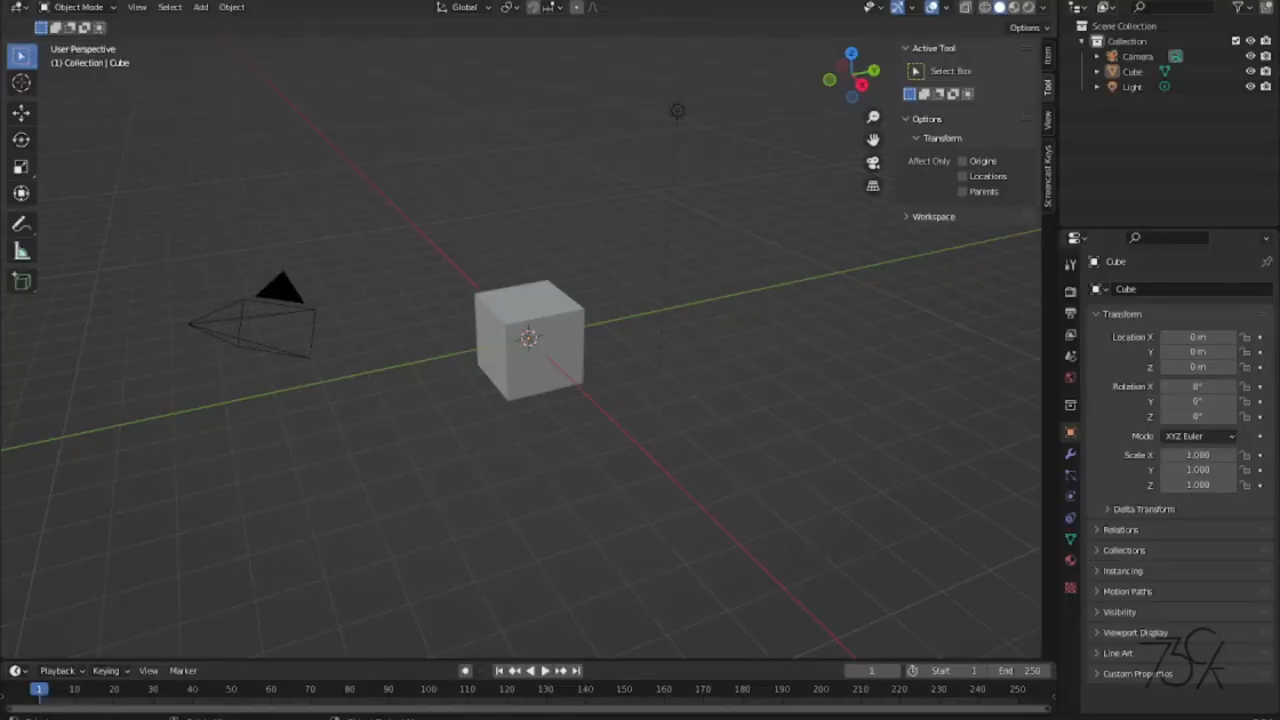 Object Mode View Select Add Object Global
Options
User Perspective
(1) Collection | Cube
Z
Y
X
Active Tool
Select Box
Options
Transform
Affect Only Origins
Locations
Parents
Workspace
Item
Tool
View
Screencast Keys
Scene Collection
Collection
Camera
Cube
Light
Cube
Cube
Transform
Location X 0 m
Y 0 m
Z 0 m
Rotation X 0°
Y 0°
Z 0°
Mode XYZ Euler
Scale X 1.000
Y 1.000
Z 1.000
Delta Transform
Relations
Collections
Instancing
Motion Paths
Visibility
Viewport Display
Line Art
Custom Properties
Playback Keying View Marker 1 Start 1 End 250
1 10 20 30 40 50 60 70 80 90 100 110 120 130 140 150 160 170 180 190 200 210 220 230 240 250